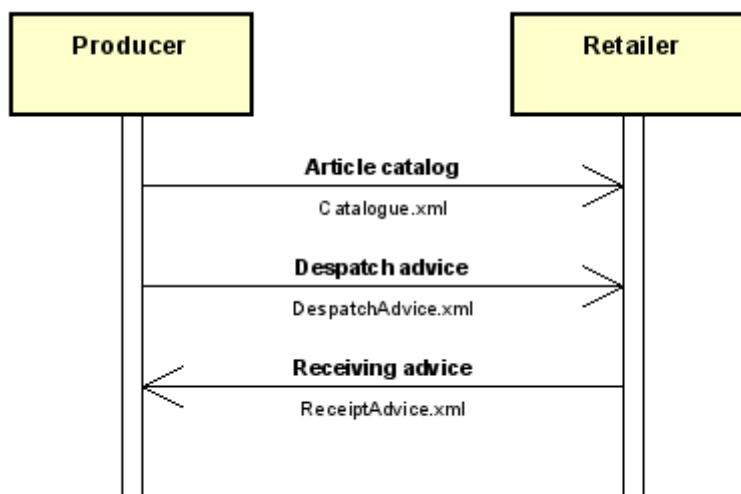 Producer
Retailer
Article catalog
Catalogue.xml
Despatch advice
DespatchAdvice.xml
Receiving advice
ReceiptAdvice.xml